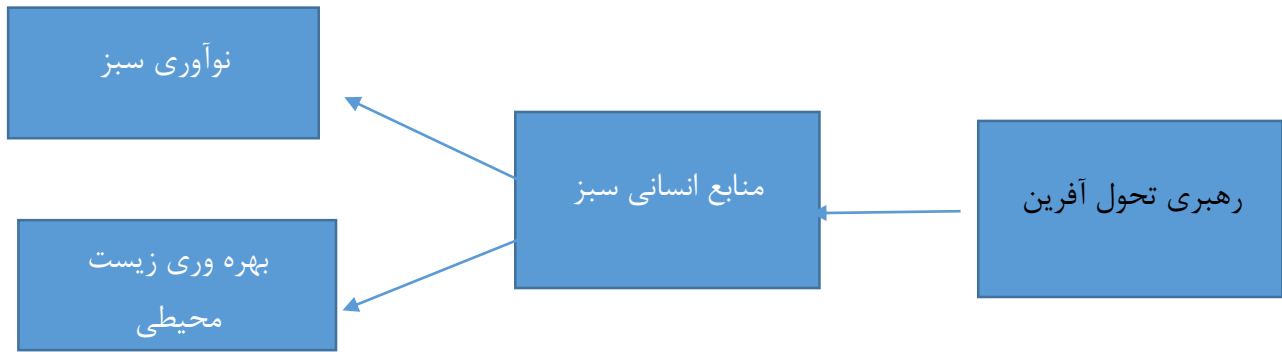 رهبری تحول آفرین
منابع انسانی سبز
نوآوری سبز
بهره وری زیست
محیطی